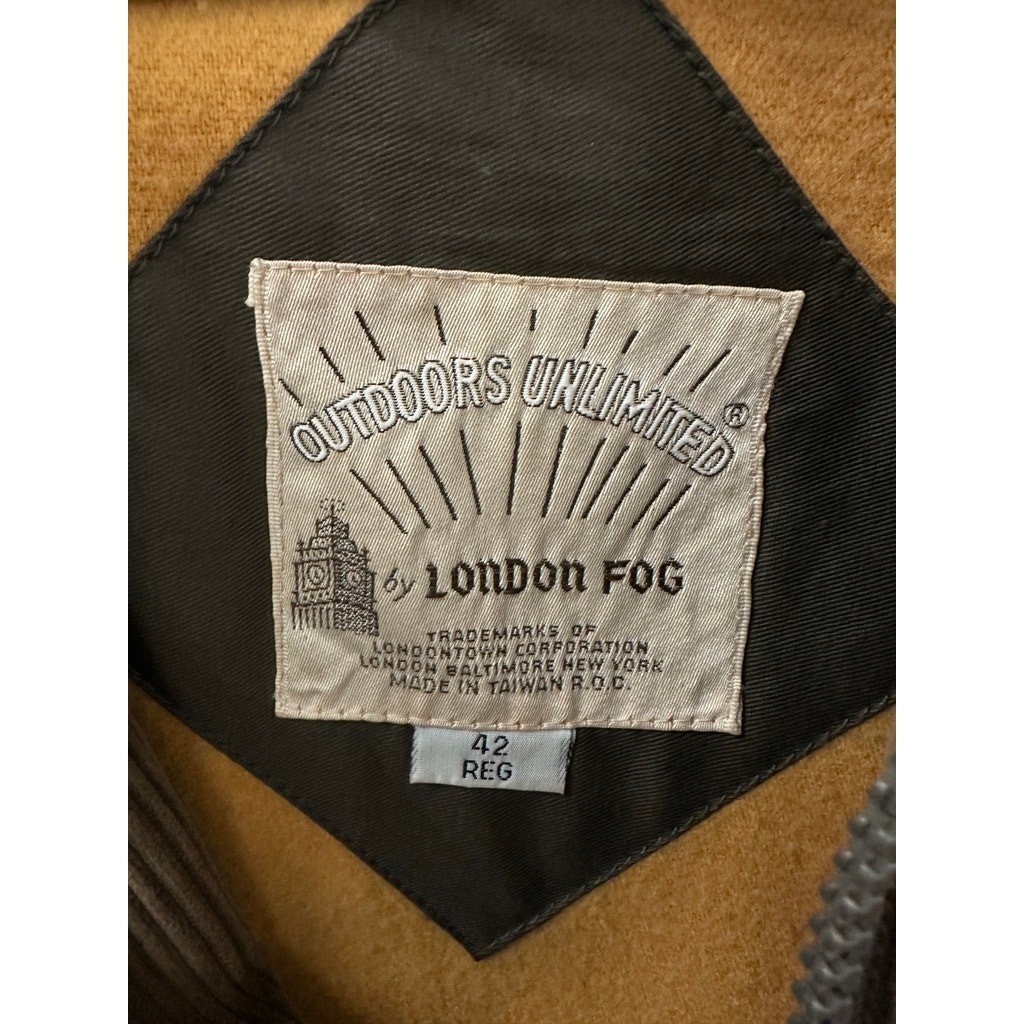 OUTDOORS UNLIMITED ®
by LONDON FOG
TRADEMARKS OF
LONDONTOWN CORPORATION
LONDON BALTIMORE NEW YORK
MADE IN TAIWAN R.O.C.
42
REG